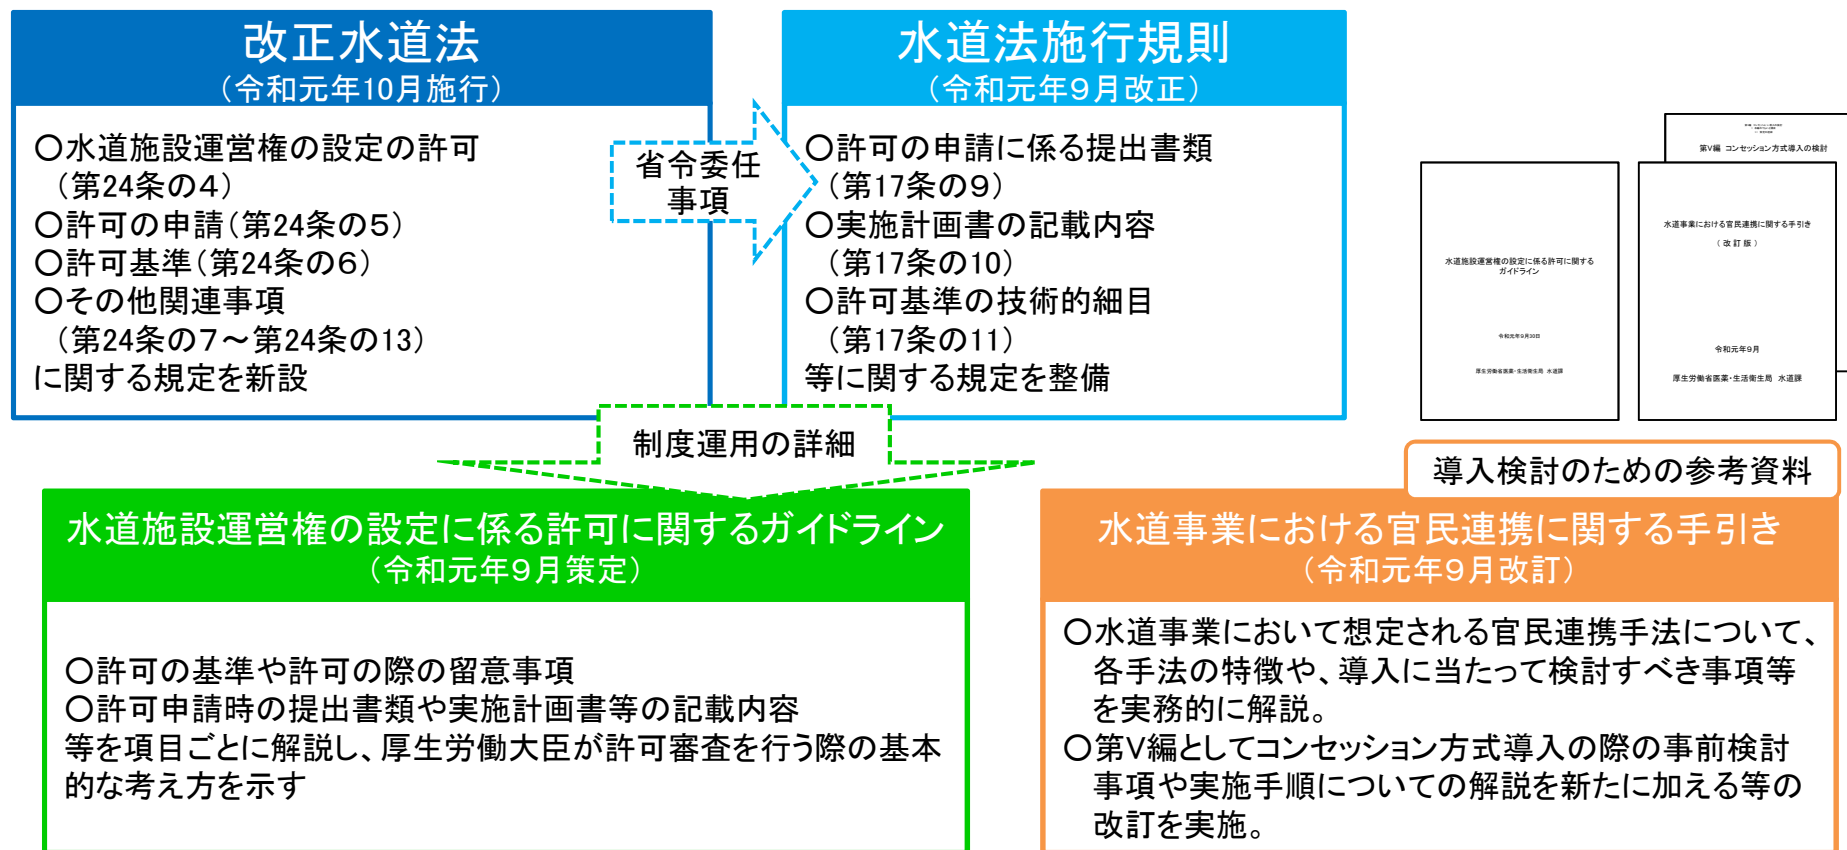 改正水道法
（令和元年10月施行）
〇水道施設運営権の設定の許可
（第24条の４）
〇許可の申請（第24条の５）
〇許可基準（第24条の６）
〇その他関連事項
（第24条の７～第24条の13）
に関する規定を新設
省令委任
事項
水道法施行規則
（令和元年９月改正）
〇許可の申請に係る提出書類
（第17条の９）
〇実施計画書の記載内容
（第17条の10）
〇許可基準の技術的細目
（第17条の11）
等に関する規定を整備
水道施設運営権の設定に係る許可に関する
ガイドライン
令和元年９月30日
厚生労働省医薬・生活衛生局 水道課
第Ⅴ編 コンセッション方式導入の検討
水道事業における官民連携に関する手引き
（改訂版）
令和元年９月
厚生労働省医薬・生活衛生局 水道課
制度運用の詳細
導入検討のための参考資料
水道施設運営権の設定に係る許可に関するガイドライン
（令和元年９月策定）
〇許可の基準や許可の際の留意事項
〇許可申請時の提出書類や実施計画書等の記載内容
等を項目ごとに解説し、厚生労働大臣が許可審査を行う際の基本
的な考え方を示す
水道事業における官民連携に関する手引き
（令和元年９月改訂）
〇水道事業において想定される官民連携手法について、
各手法の特徴や、導入に当たって検討すべき事項等
を実務的に解説。
〇第Ⅴ編としてコンセッション方式導入の際の事前検討
事項や実施手順についての解説を新たに加える等の
改訂を実施。